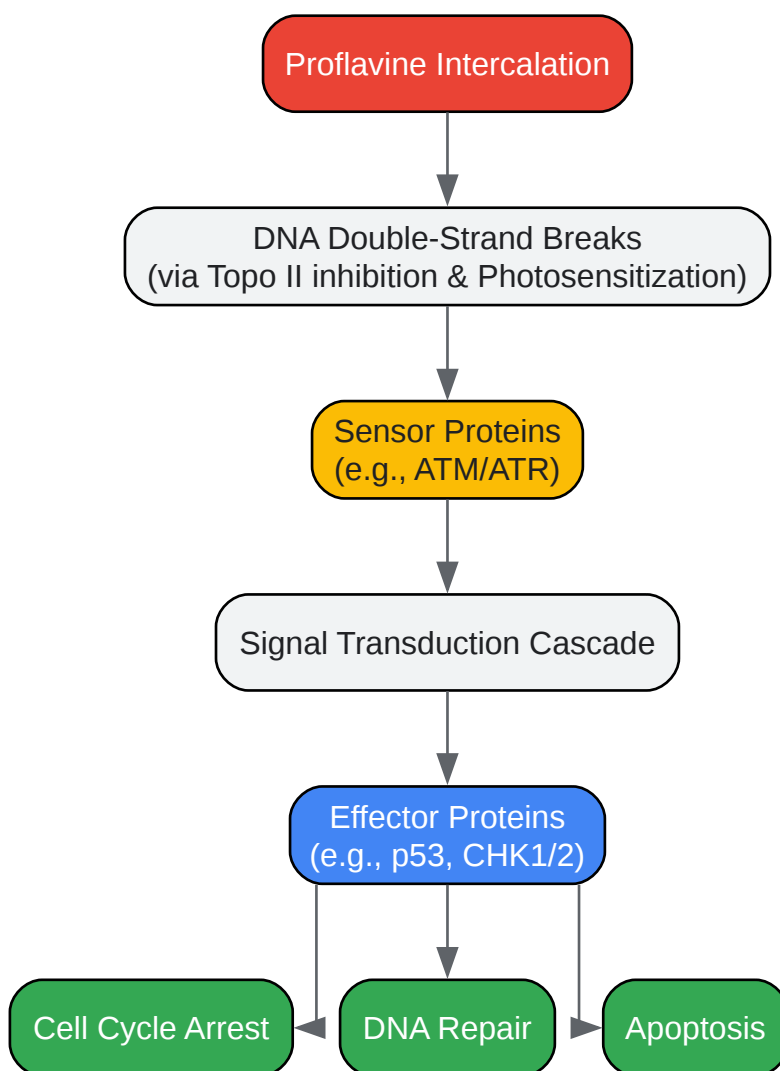 Proflavine Intercalation
DNA Double-Strand Breaks
(via Topo II inhibition & Photosensitization)
Sensor Proteins
(e.g., ATM/ATR)
Signal Transduction Cascade
Effector Proteins
(e.g., p53, CHK1/2)
Cell Cycle Arrest
DNA Repair
Apoptosis